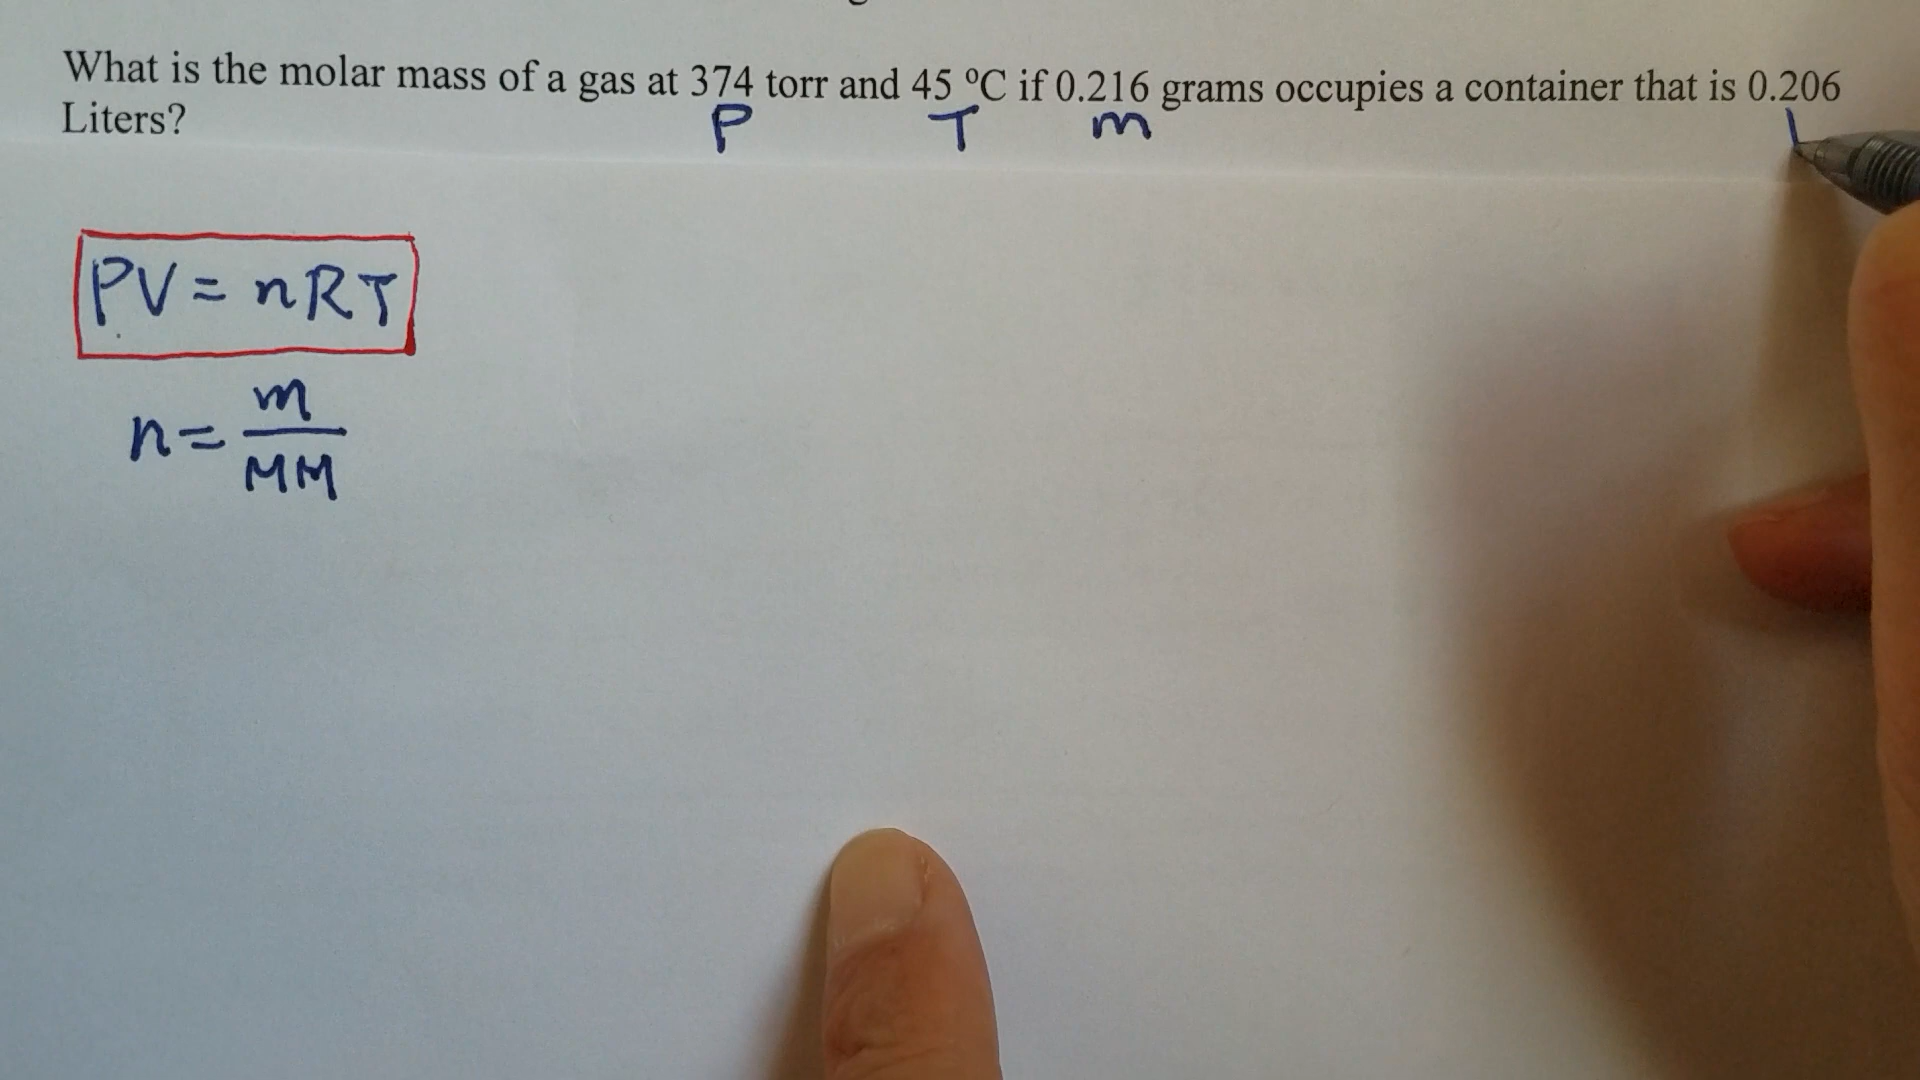 What is the molar mass of a gas at 374 torr and 45 ºC if 0.216 grams occupies a container that is 0.206
Liters?
P T m
PV = nRT
n = m
MM